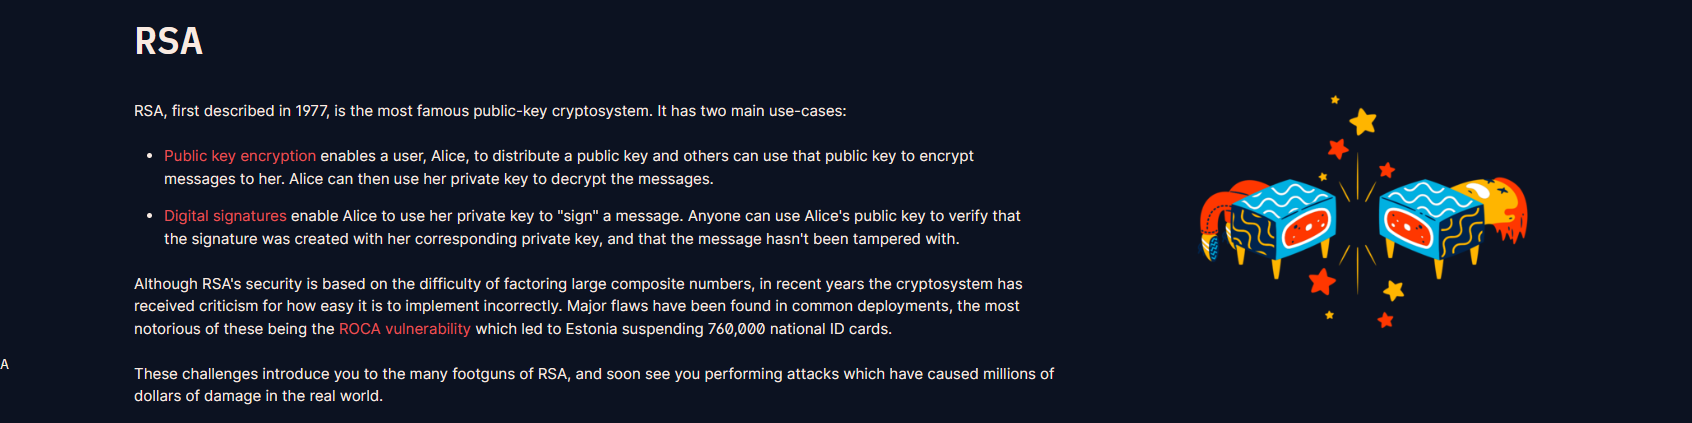 RSA
RSA, first described in 1977, is the most famous public-key cryptosystem. It has two main use-cases:
• Public key encryption enables a user, Alice, to distribute a public key and others can use that public key to encrypt
messages to her. Alice can then use her private key to decrypt the messages.
• Digital signatures enable Alice to use her private key to "sign" a message. Anyone can use Alice's public key to verify that
the signature was created with her corresponding private key, and that the message hasn't been tampered with.
Although RSA's security is based on the difficulty of factoring large composite numbers, in recent years the cryptosystem has
received criticism for how easy it is to implement incorrectly. Major flaws have been found in common deployments, the most
notorious of these being the ROCA vulnerability which led to Estonia suspending 760,000 national ID cards.
A
These challenges introduce you to the many footguns of RSA, and soon see you performing attacks which have caused millions of
dollars of damage in the real world.